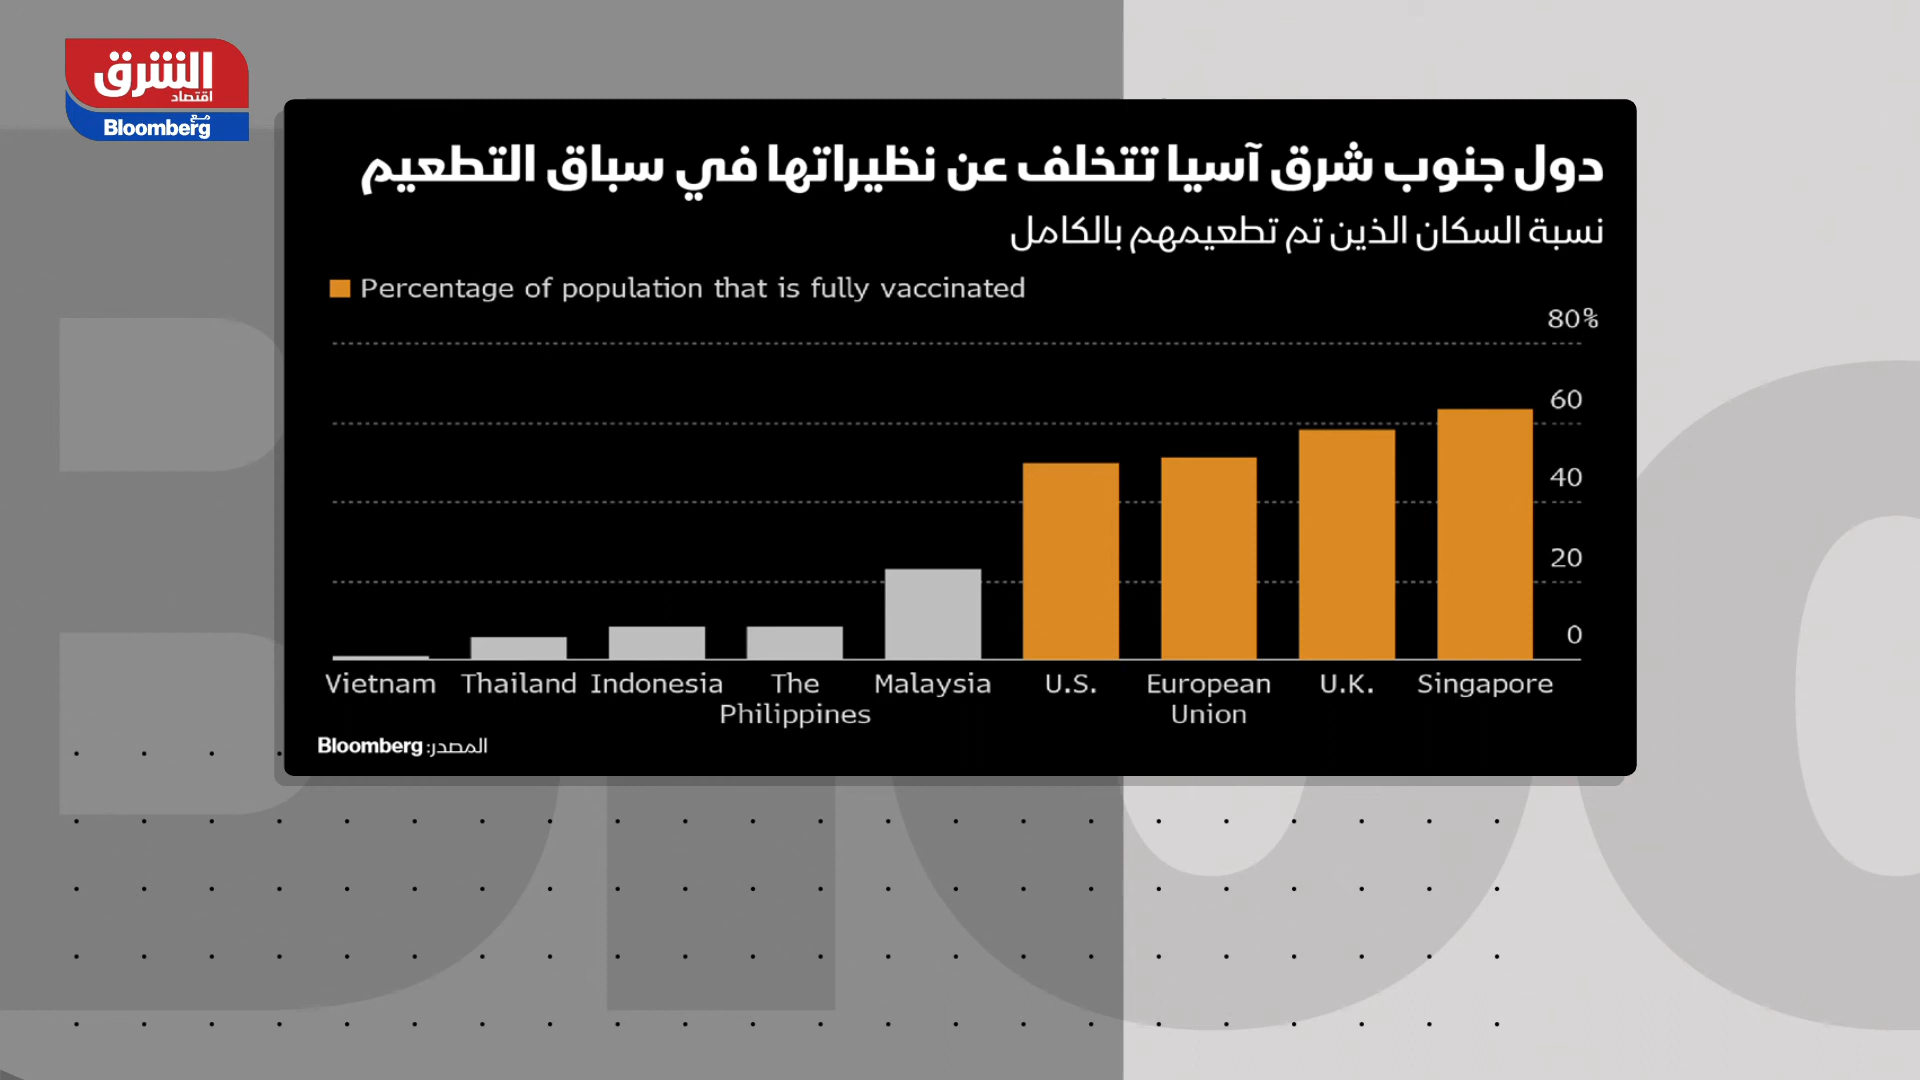 الشرق
اقتصاد
مع
Bloomberg
دول جنوب شرق آسيا تتخلف عن نظيراتها في سباق التطعيم
نسبة السكان الذين تم تطعيمهم بالكامل
Percentage of population that is fully vaccinated
80%
60
40
20
0
Vietnam Thailand Indonesia The Philippines Malaysia U.S. European Union U.K. Singapore
المصدر: Bloomberg